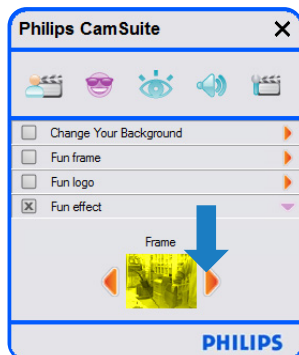 Philips CamSuite
Change Your Background
Fun frame
Fun logo
Fun effect
Frame
PHILIPS